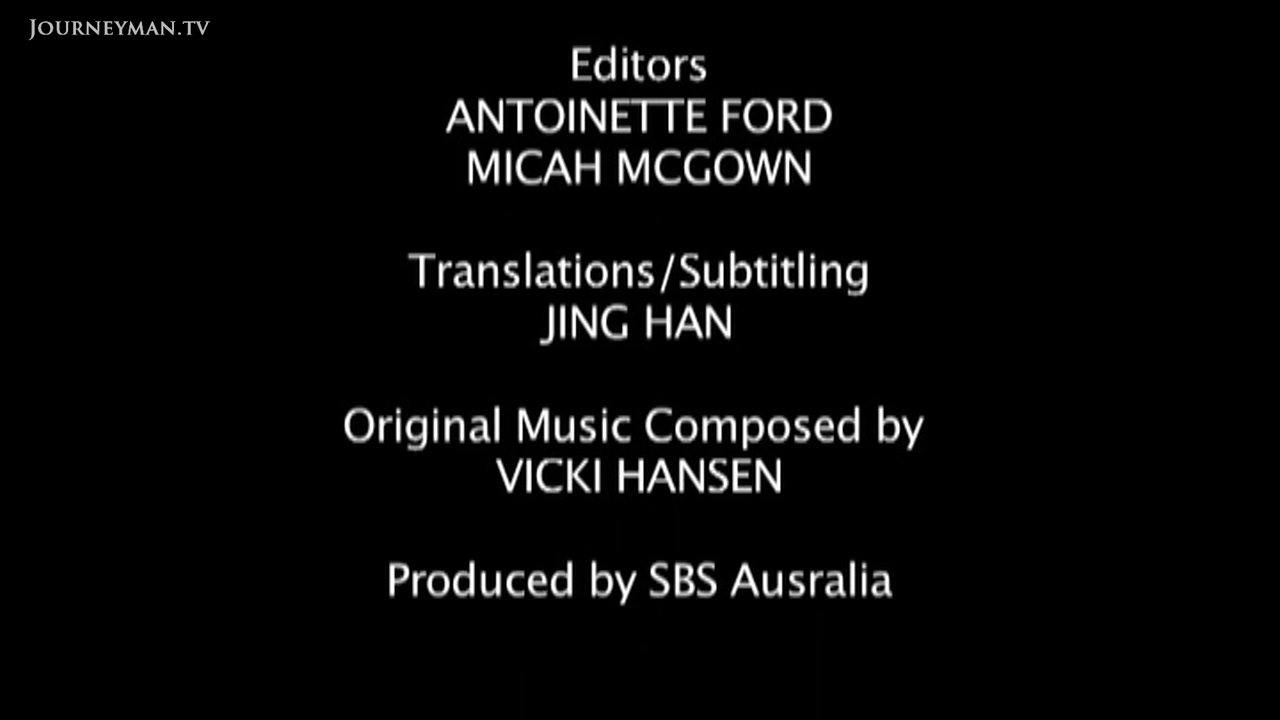 JOURNEYMAN.TV
Editors
ANTOINETTE FORD
MICAH MCGOWN
Translations/Subtitling
JING HAN
Original Music Composed by
VICKI HANSEN
Produced by SBS Ausralia